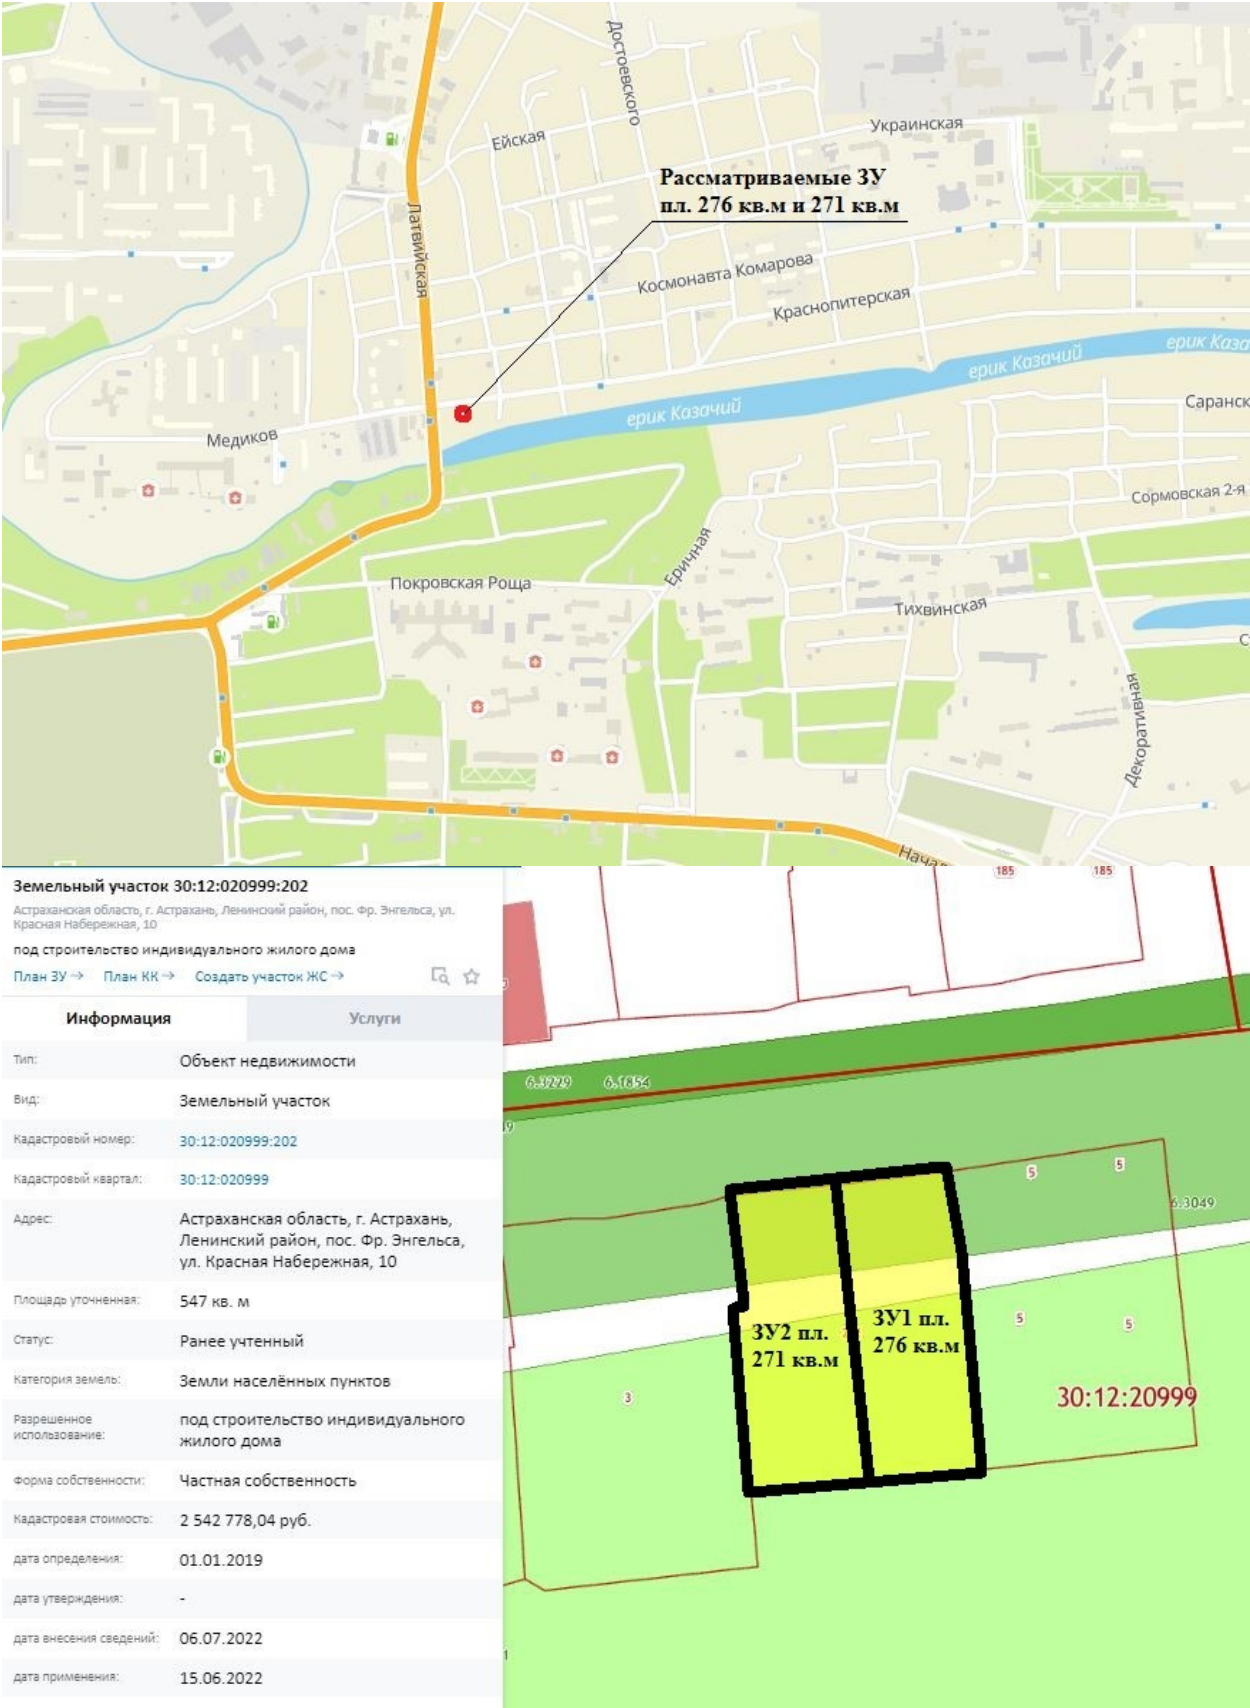 Достоевского
Украинская
Ейская
Рассматриваемые ЗУ
пл. 276 кв.м и 271 кв.м
Латвийская
Космонавта Комарова
Краснопитерская
ерик Казачий
ерик Каза
ерик Казачий
Саранск
Медиков
Сормовская 2-я
Еричная
Покровская Роща
Тихвинская
Декоративная
Начал
Земельный участок 30:12:020999:202
Астраханская область, г. Астрахань, Ленинский район, пос. Фр. Энгельса, ул.
Красная Набережная, 10
под строительство индивидуального жилого дома
План ЗУ → План КК → Создать участок ЖС →
Информация Услуги
Тип: Объект недвижимости
Вид: Земельный участок
Кадастровый номер: 30:12:020999:202
Кадастровый квартал: 30:12:020999
Адрес: Астраханская область, г. Астрахань,
Ленинский район, пос. Фр. Энгельса,
ул. Красная Набережная, 10
Площадь уточненная: 547 кв. м
Статус: Ранее учтенный
Категория земель: Земли населённых пунктов
Разрешенное
использование:
под строительство индивидуального
жилого дома
Форма собственности: Частная собственность
Кадастровая стоимость: 2 542 778,04 руб.
дата определения: 01.01.2019
дата утверждения: -
дата внесения сведений: 06.07.2022
дата применения: 15.06.2022
185 185
6.3229 6.1854
5 5
6.3049
ЗУ2 пл.
271 кв.м
ЗУ1 пл.
276 кв.м
5 5
3
30:12:20999